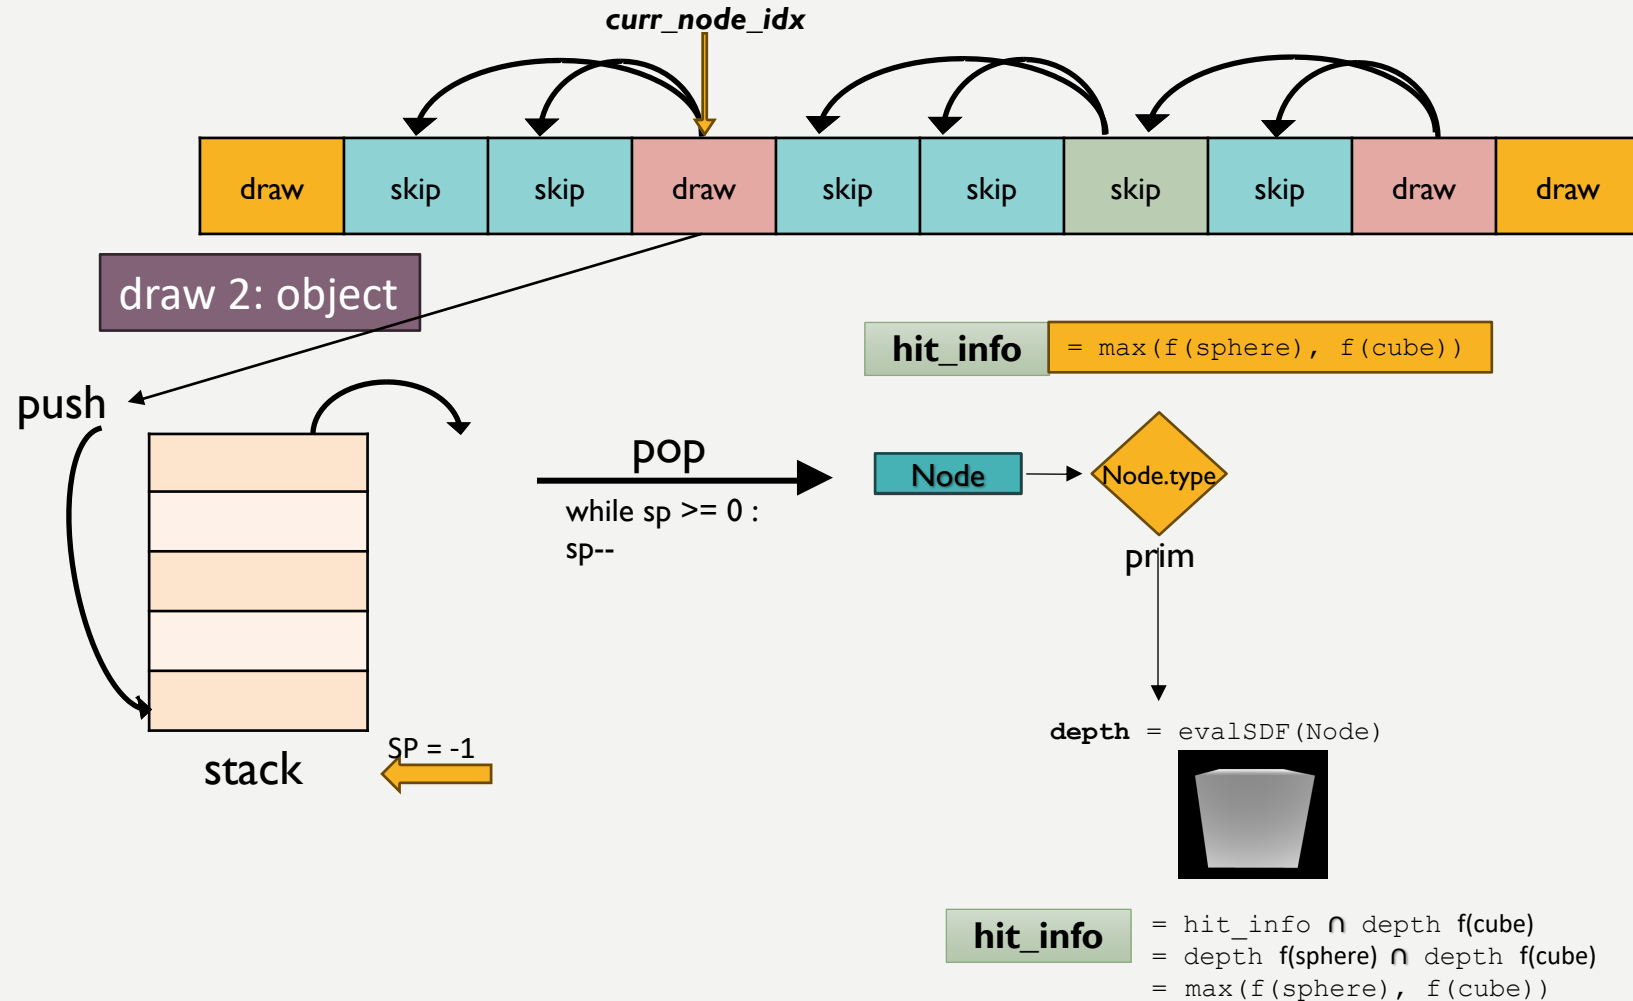 curr_node_idx
draw skip skip draw skip skip skip skip draw draw
draw 2: object
hit_info = max(f(sphere), f(cube))
push
pop
while sp >= 0 :
sp--
Node
Node.type
prim
depth = evalSDF(Node)
SP = -1
stack
hit_info
= hit_info ∩ depth f(cube)
= depth f(sphere) ∩ depth f(cube)
= max(f(sphere), f(cube))